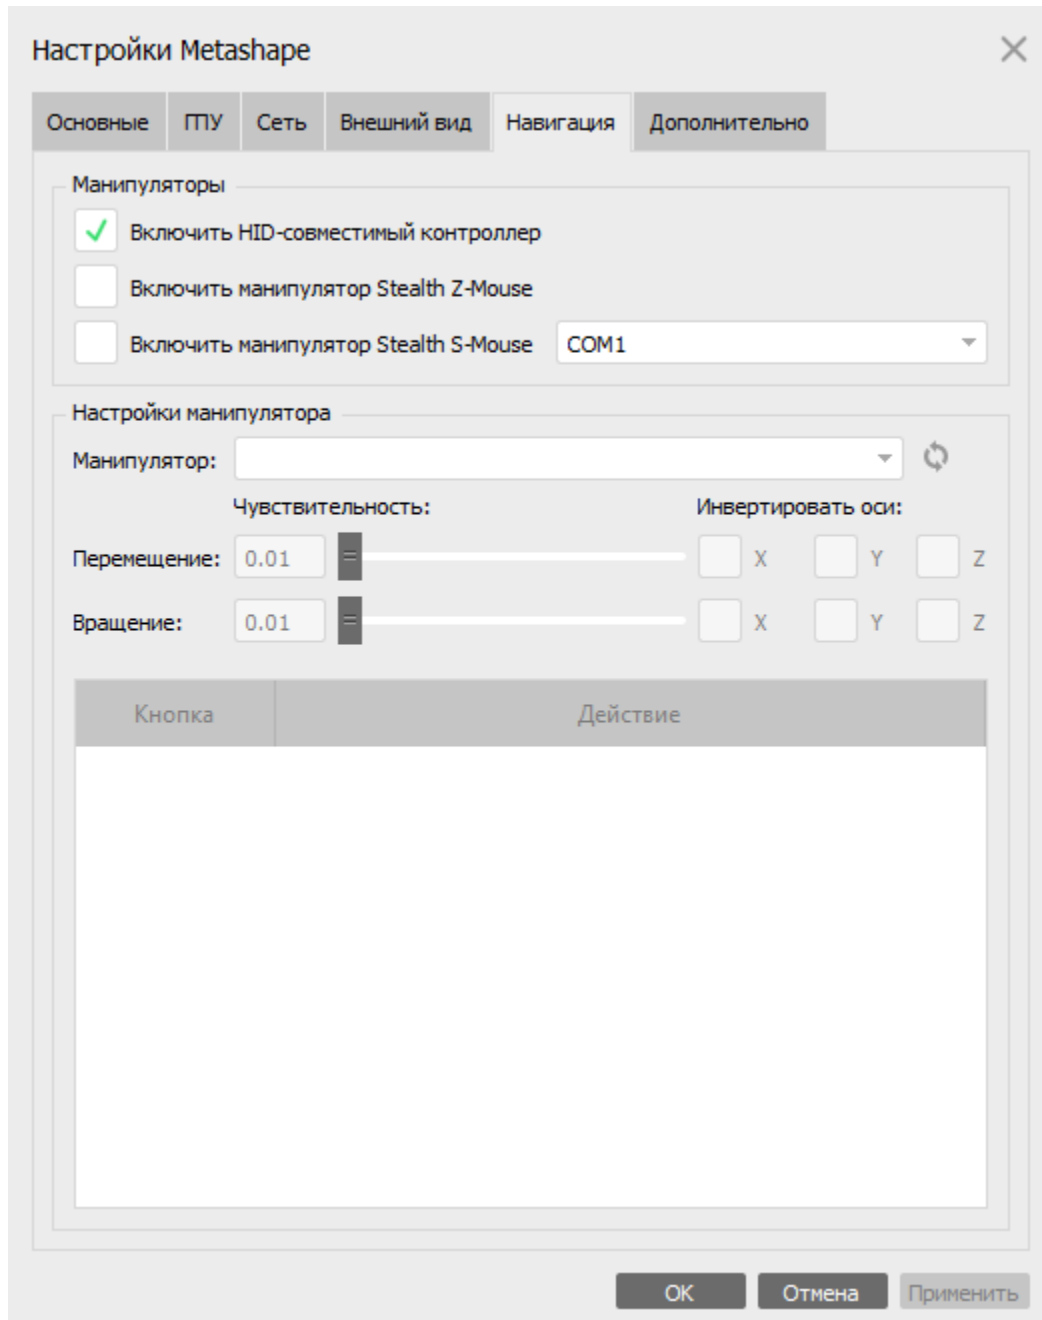 Настройки Metashape
Основные ГПУ Сеть Внешний вид Навигация Дополнительно
Манипуляторы
Включить HID-совместимый контроллер
Включить манипулятор Stealth Z-Mouse
Включить манипулятор Stealth S-Mouse COM1
Настройки манипулятора
Манипулятор:
Чувствительность: Инвертировать оси:
Перемещение: 0.01 X Y Z
Вращение: 0.01 X Y Z
Кнопка Действие
OK Отмена Применить